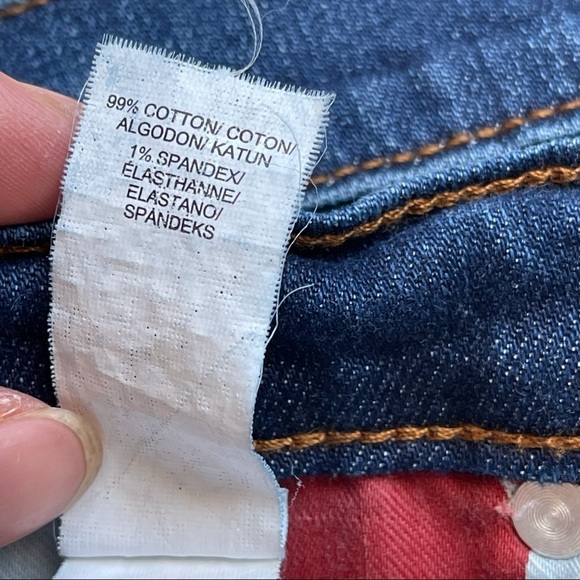 99% COTTON/ COTON/
ALGODON/ KATUN
1% SPANDEX/
ÉLASTHANNE/
ELASTANO/
SPANDEKS